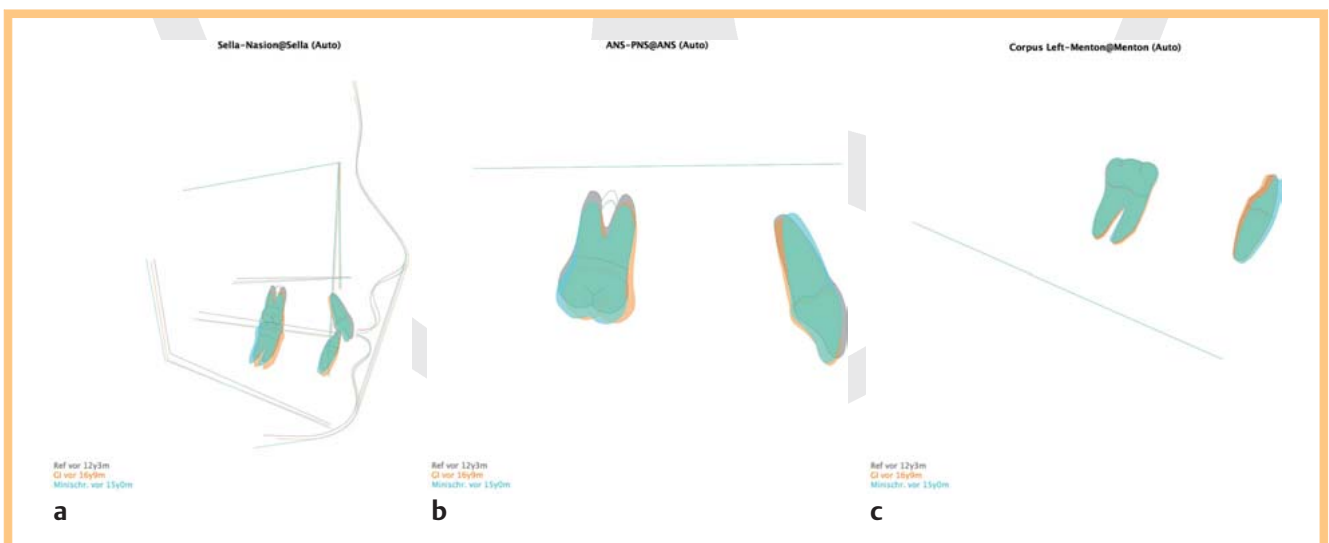 Sella-Nasion@Sella (Auto)
Ref vor 12y3m
GI vor 16y9m
Minischr. vor 15y0m
a
ANS-PNS@ANS (Auto)
Ref vor 12y3m
GI vor 16y9m
Minischr. vor 15y0m
b
Corpus Left-Menton@Menton (Auto)
Ref vor 12y3m
GI vor 16y9m
Minischr. vor 15y0m
c